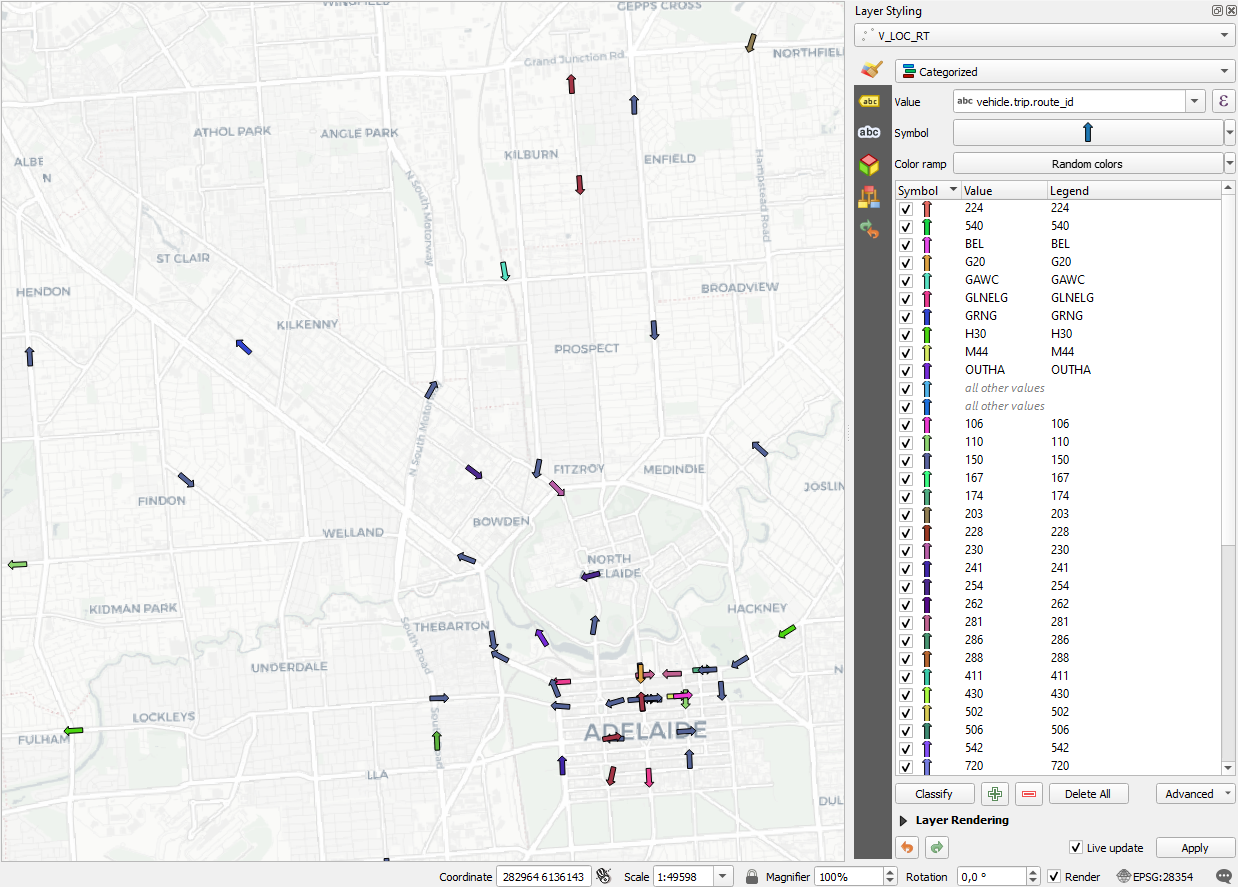 WINGFIELD
GEPPS CROSS
Grand Junction Rd
NORTHFIEL
ATHOL PARK
ANGLE PARK
KILBURN
ENFIELD
ALBE
N
N South Motorway
Hampstead Road
ST CLAIR
HENDON
BROADVIEW
KILKENNY
PROSPECT
N South Motorw
FITZROY
MEDINDIE
FINDON
JOSLIN
BOWDEN
WELLAND
NORTH
ADELAIDE
KIDMAN PARK
HACKNEY
THEBARTON
South Road
UNDERDALE
LOCKLEYS
ADELAIDE
FULHAM
LLA
DUL
Layer Styling
V_LOC_RT
Categorized
abc
Value
abc vehicle.trip.route_id
ε
abc
Symbol
Color ramp
Random colors
Symbol Value Legend
224 224
540 540
BEL BEL
G20 G20
GAWC GAWC
GLNELG GLNELG
GRNG GRNG
H30 H30
M44 M44
OUTHA OUTHA
all other values
all other values
106 106
110 110
150 150
167 167
174 174
203 203
228 228
230 230
241 241
254 254
262 262
281 281
286 286
288 288
411 411
430 430
502 502
506 506
542 542
720 720
Classify
Delete All
Advanced
Layer Rendering
Live update
Apply
Coordinate 282964 6136143 Scale 1:49598 Magnifier 100% Rotation 0,0 ° Render EPSG:28354